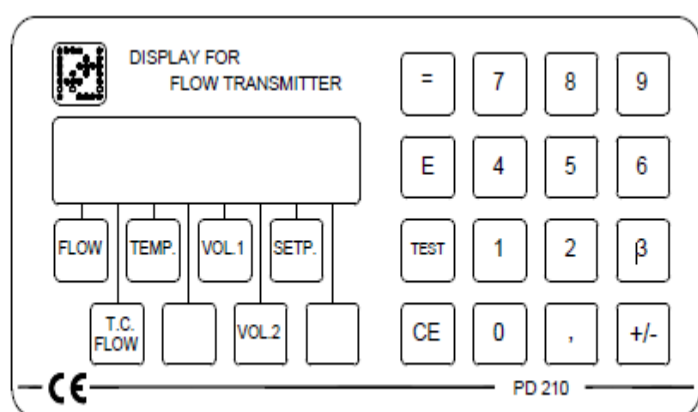 DISPLAY FOR
FLOW TRANSMITTER
= 7 8 9
E 4 5 6
FLOW TEMP. VOL.1 SETP.
TEST 1 2 β
T.C.
FLOW
VOL.2
CE 0 , +/-
CE
PD 210